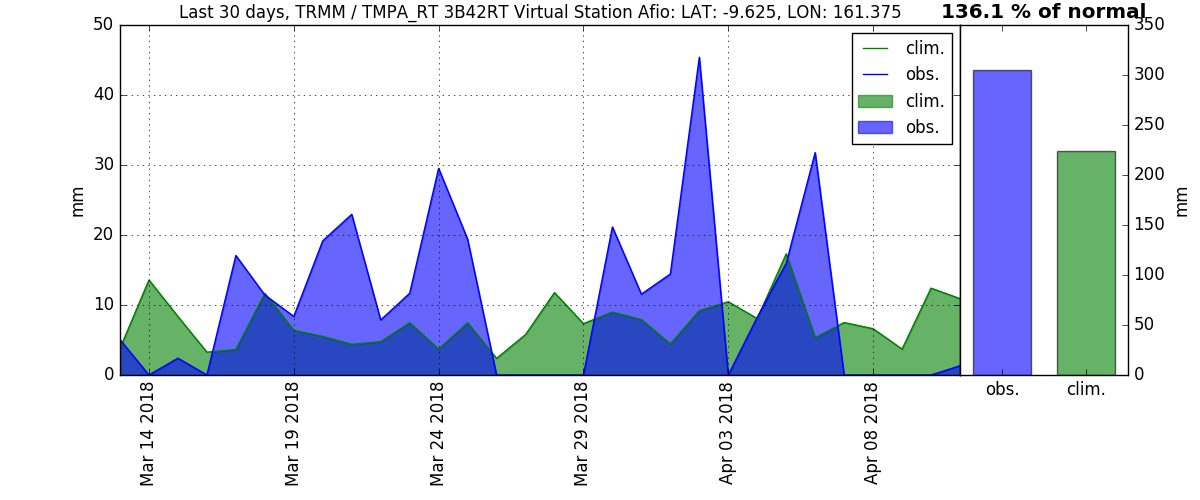 Last 30 days, TRMM / TMPA_RT 3B42RT Virtual Station Afio: LAT: -9.625, LON: 161.375
136.1 % of normal
50
40
30
20
10
0
mm
clim.
obs.
clim.
obs.
350
300
250
200
150
100
50
0
mm
Mar 14 2018
Mar 19 2018
Mar 24 2018
Mar 29 2018
Apr 03 2018
Apr 08 2018
obs.
clim.